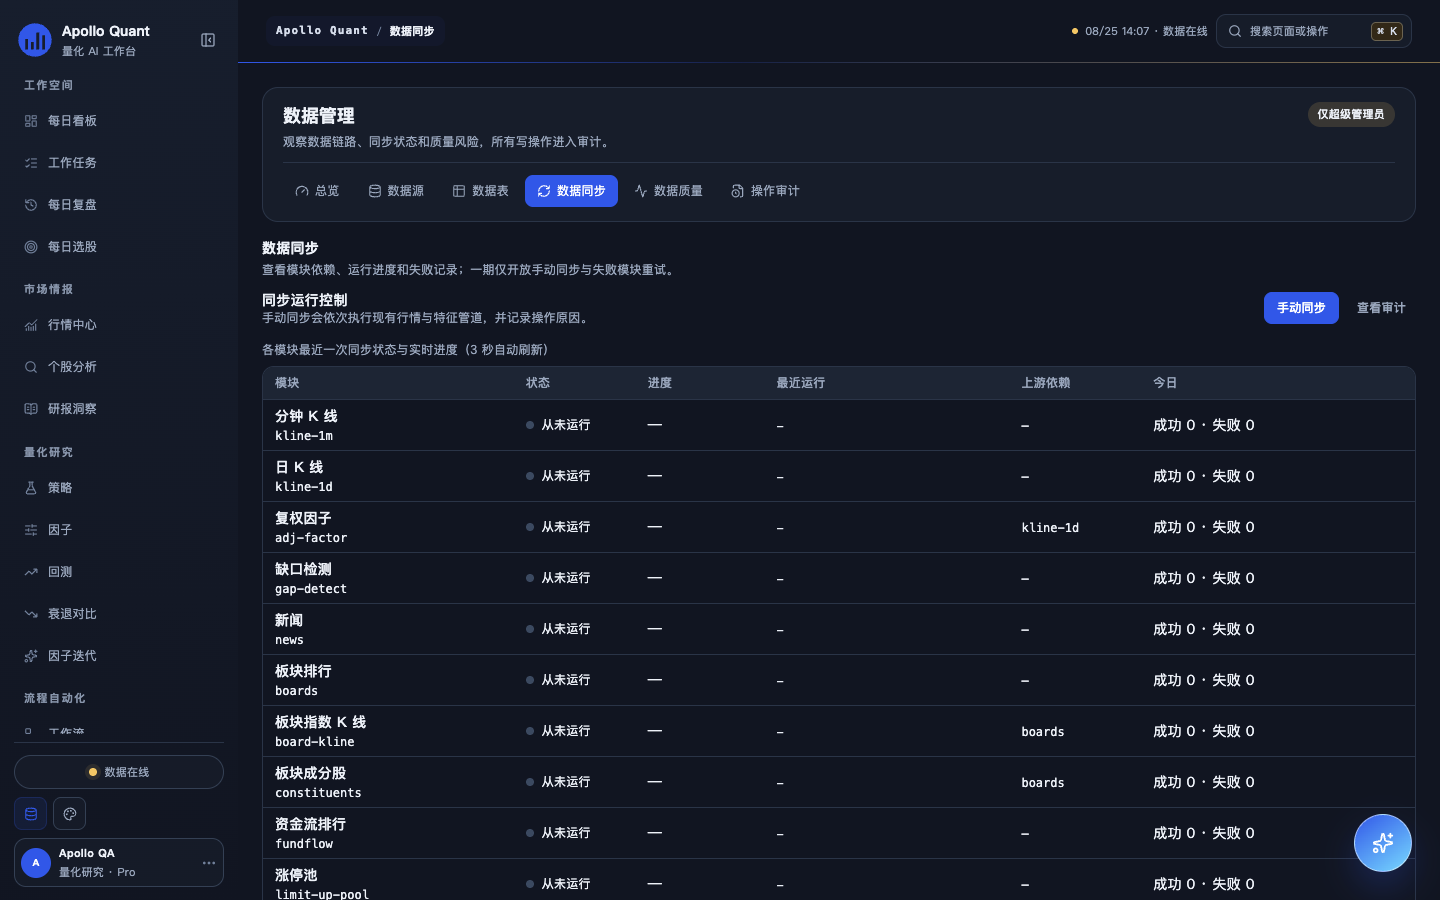 Apollo Quant
量化 AI 工作台
工作空间
每日看板
工作任务
每日复盘
每日选股
市场情报
行情中心
个股分析
研报洞察
量化研究
策略
因子
回测
衰退对比
因子迭代
流程自动化
工作流
数据在线
A
Apollo QA
量化研究 · Pro
Apollo Quant / 数据同步
08/25 14:07 · 数据在线
搜索页面或操作
⌘ K
数据管理
仅超级管理员
观察数据链路、同步状态和质量风险，所有写操作进入审计。
总览 数据源 数据表 数据同步 数据质量 操作审计
数据同步
查看模块依赖、运行进度和失败记录；一期仅开放手动同步与失败模块重试。
同步运行控制
手动同步会依次执行现有行情与特征管道，并记录操作原因。
手动同步 查看审计
各模块最近一次同步状态与实时进度（3 秒自动刷新）
模块 状态 进度 最近运行 上游依赖 今日
分钟 K 线
kline-1m
从未运行 — – – 成功 0 · 失败 0
日 K 线
kline-1d
从未运行 — – – 成功 0 · 失败 0
复权因子
adj-factor
从未运行 — – kline-1d 成功 0 · 失败 0
缺口检测
gap-detect
从未运行 — – – 成功 0 · 失败 0
新闻
news
从未运行 — – – 成功 0 · 失败 0
板块排行
boards
从未运行 — – – 成功 0 · 失败 0
板块指数 K 线
board-kline
从未运行 — – boards 成功 0 · 失败 0
板块成分股
constituents
从未运行 — – boards 成功 0 · 失败 0
资金流排行
fundflow
从未运行 — – – 成功 0 · 失败 0
涨停池
limit-up-pool
从未运行 — – – 成功 0 · 失败 0